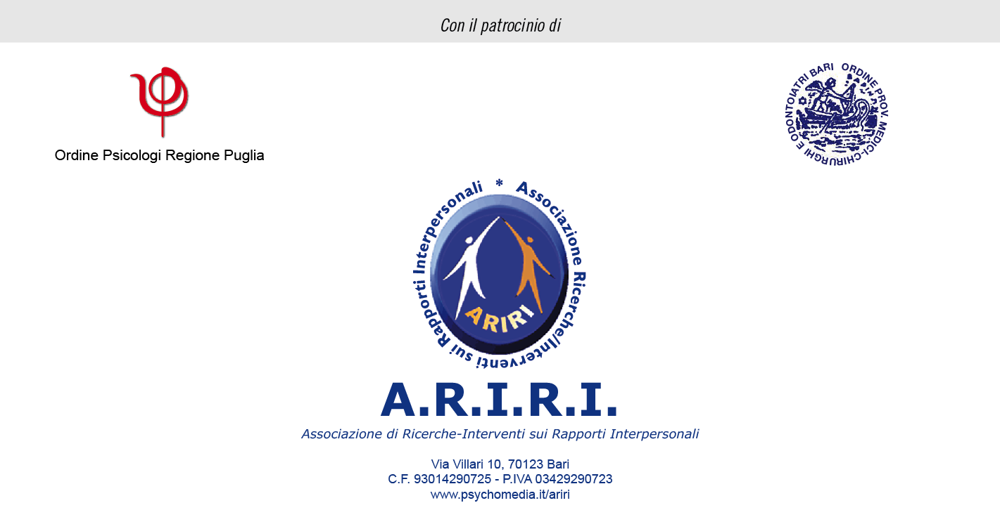 Con il patrocinio di
Ordine Psicologi Regione Puglia
ORDINE PROV. MEDICI-CHIRURGHI E ODONTOIATRI BARI
Associazione Ricerche/Interventi sui Rapporti Interpersonali *
ARIRI
A.R.I.R.I.
Associazione di Ricerche-Interventi sui Rapporti Interpersonali
Via Villari 10, 70123 Bari
C.F. 93014290725 - P.IVA 03429290723
www.psychomedia.it/ariri